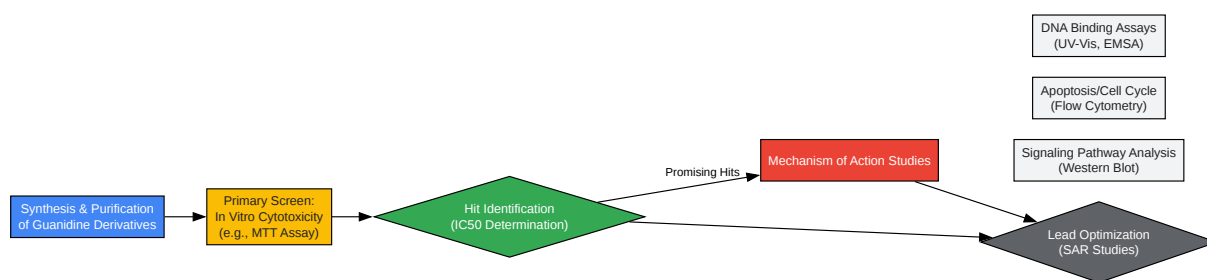 Synthesis & Purification
of Guanidine Derivatives
Primary Screen:
In Vitro Cytotoxicity
(e.g., MTT Assay)
Hit Identification
(IC50 Determination)
Promising Hits
Mechanism of Action Studies
DNA Binding Assays
(UV-Vis, EMSA)
Apoptosis/Cell Cycle
(Flow Cytometry)
Signaling Pathway Analysis
(Western Blot)
Lead Optimization
(SAR Studies)